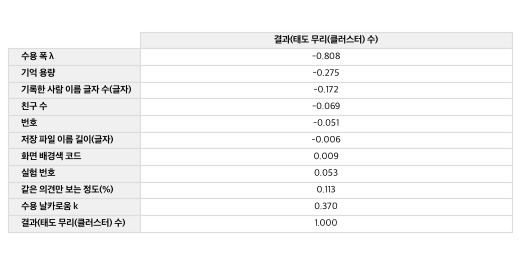 결과(태도 무리(클러스터) 수)
수용 폭 λ -0.808
기억 용량 -0.275
기록한 사람 이름 글자 수(글자) -0.172
친구 수 -0.069
번호 -0.051
저장 파일 이름 길이(글자) -0.006
화면 배경색 코드 0.009
실험 번호 0.053
같은 의견만 보는 정도(%) 0.113
수용 날카로움 k 0.370
결과(태도 무리(클러스터) 수) 1.000